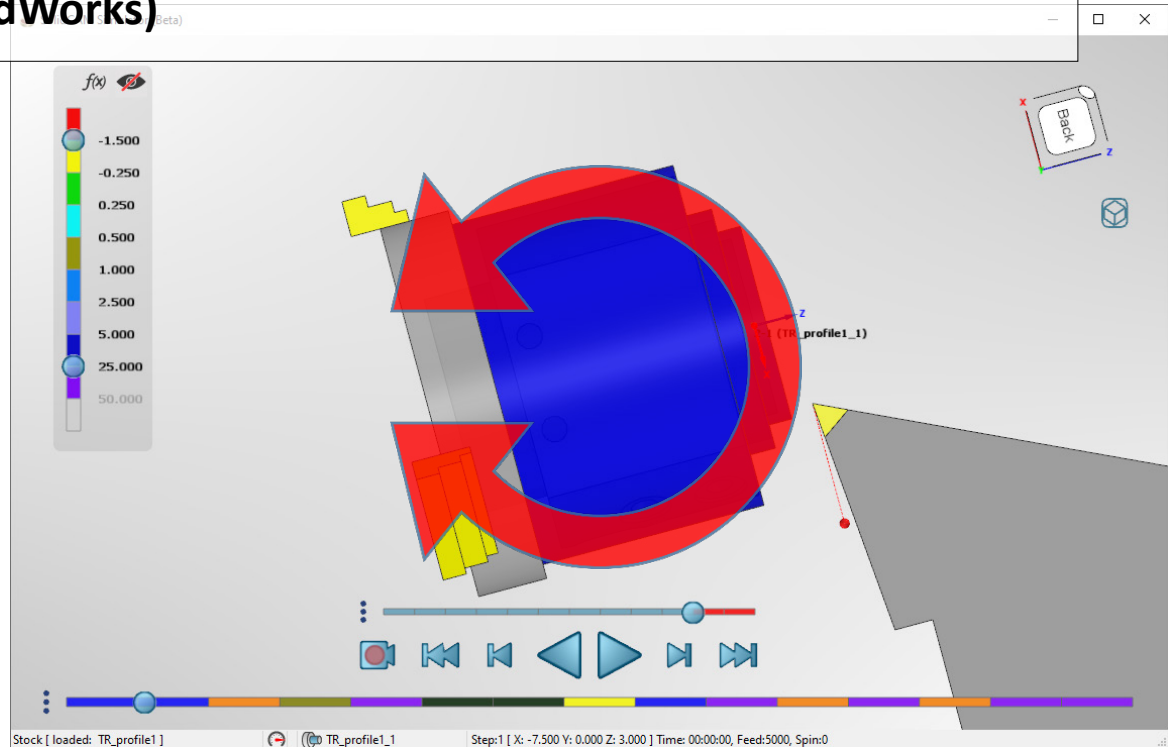 dWorks)
Beta)
f(x)
-1.500
-0.250
0.250
0.500
1.000
2.500
5.000
25.000
50.000
X
Back
Z
Z
(TR_profile1_1)
Stock [ loaded: TR_profile1 ]
TR_profile1_1
Step:1 [ X: -7.500 Y: 0.000 Z: 3.000 ] Time: 00:00:00, Feed:5000, Spin:0